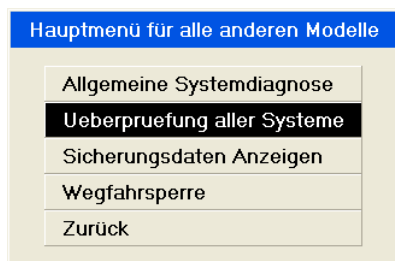 Hauptmenü für alle anderen Modelle
Allgemeine Systemdiagnose
Ueberpruefung aller Systeme
Sicherungsdaten Anzeigen
Wegfahrsperre
Zurück